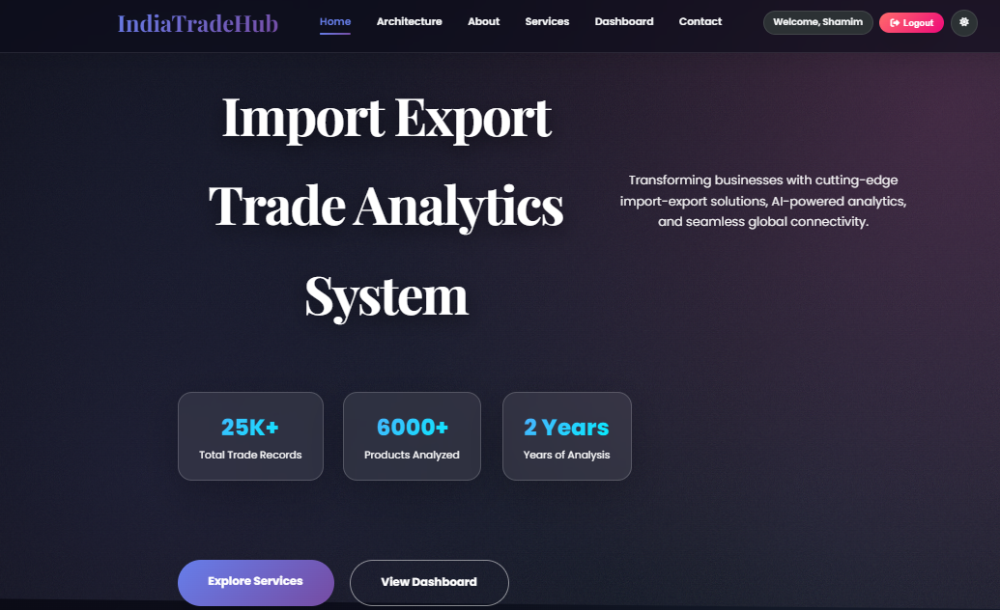 IndiaTradeHub
Home
Architecture
About
Services
Dashboard
Contact
Welcome, Shamim
Logout
Import Export
Trade Analytics
System
Transforming businesses with cutting-edge
import-export solutions, AI-powered analytics,
and seamless global connectivity.
25K+
Total Trade Records
6000+
Products Analyzed
2 Years
Years of Analysis
Explore Services
View Dashboard